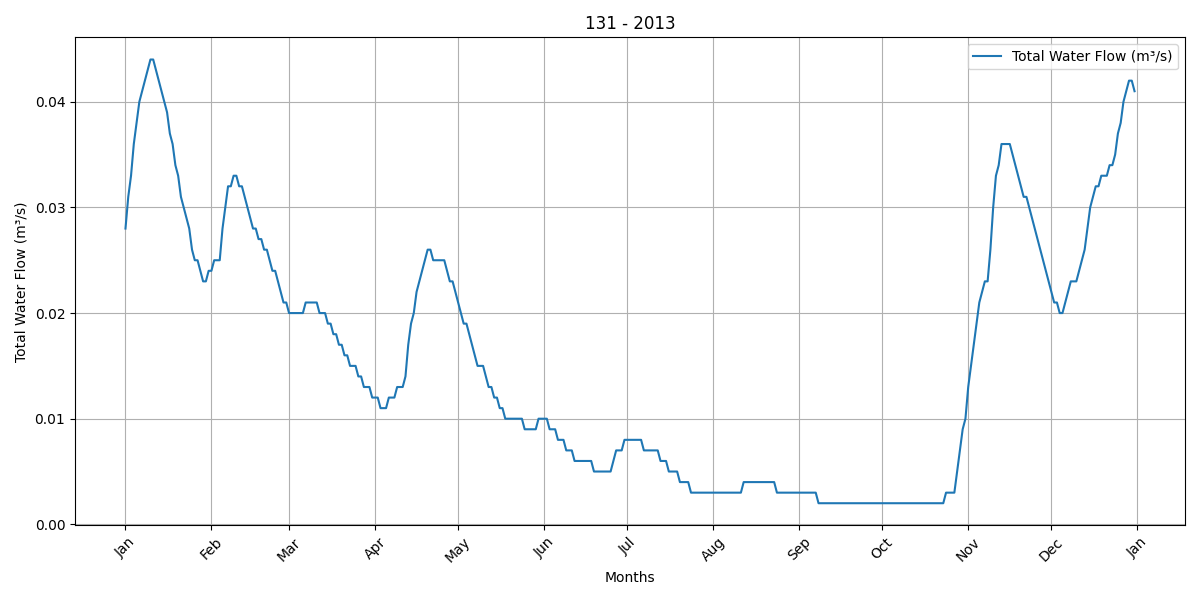 131 - 2013
Total Water Flow (m³/s)
Total Water Flow (m³/s)
0.04
0.03
0.02
0.01
0.00
Jan
Feb
Mar
Apr
May
Jun
Jul
Aug
Sep
Oct
Nov
Dec
Jan
Months